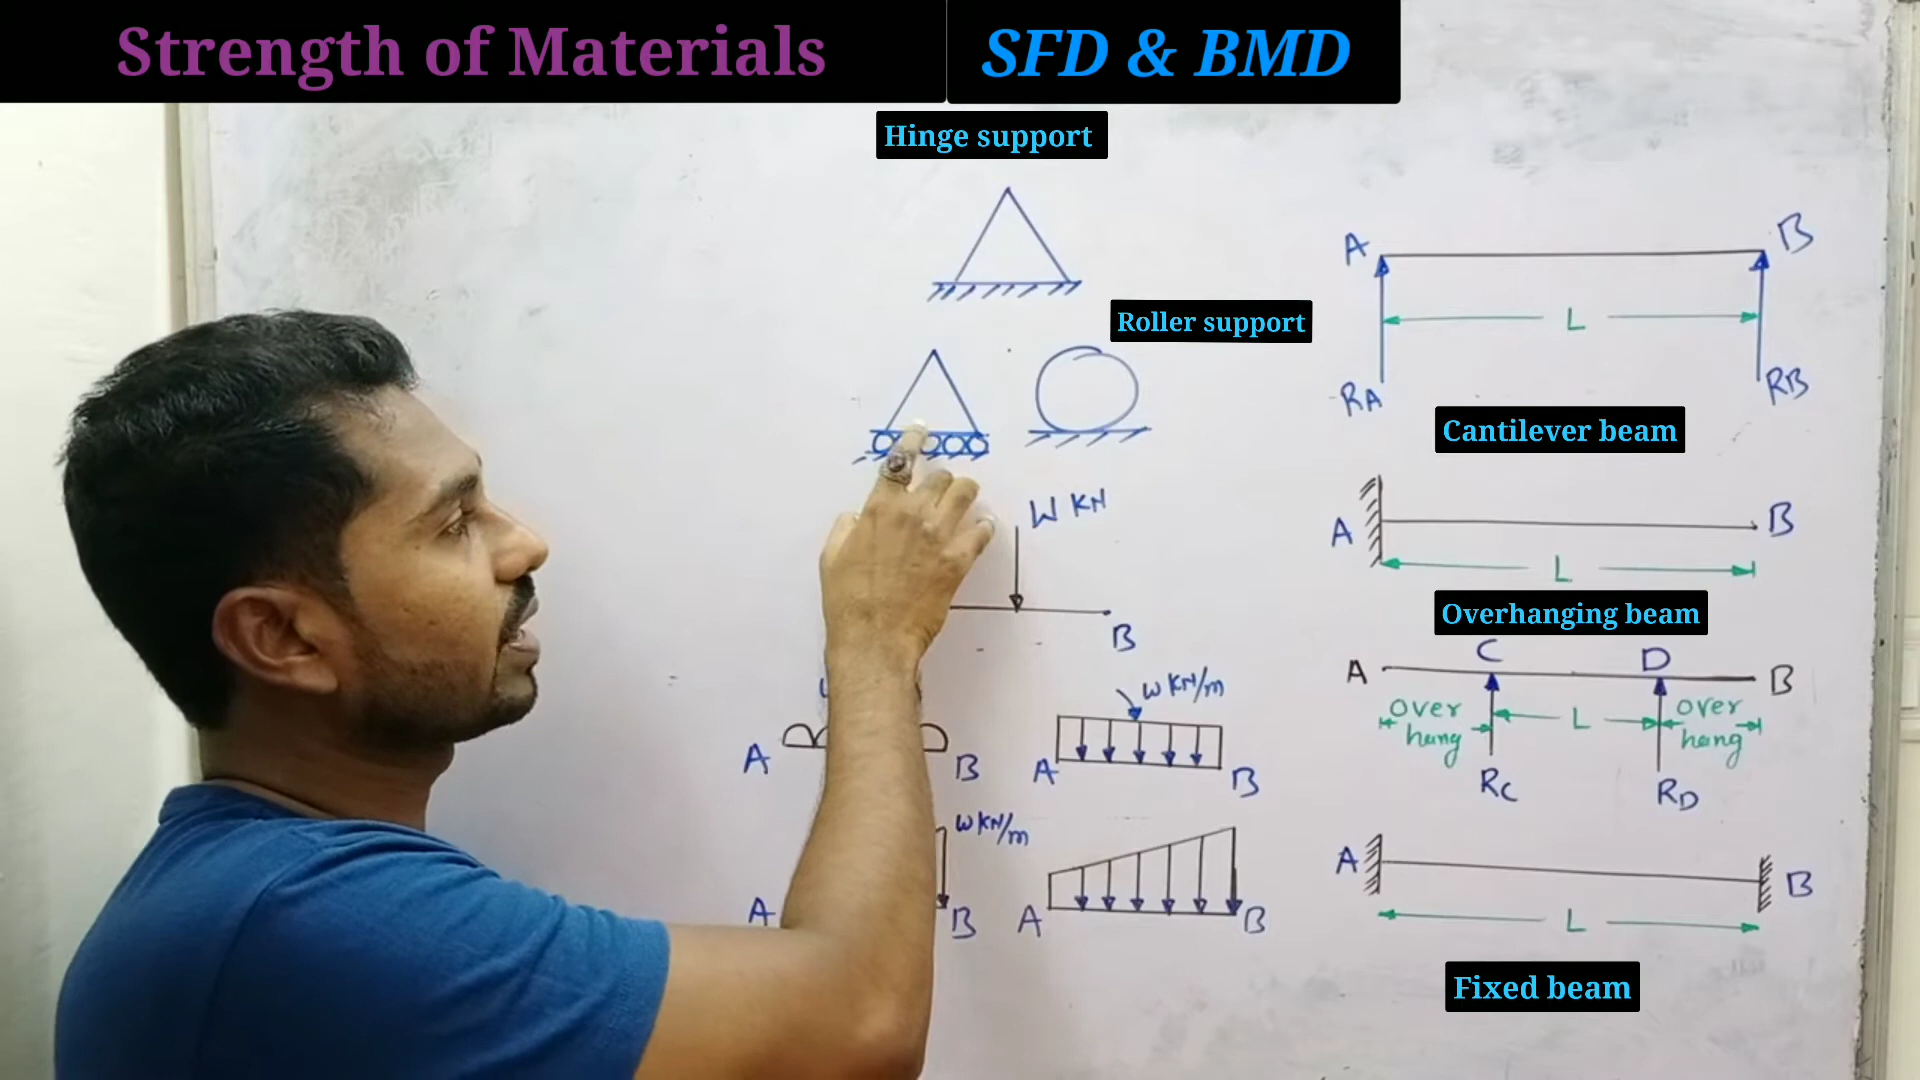 Strength of Materials
SFD & BMD
Hinge support
Roller support
A B
L
RA RB
Cantilever beam
W KN
A B
L
B
Overhanging beam
A C D B
over hang L over hang
RC RD
w KN/m
A B
A B
w KN/m
A B
A B
A B
L
Fixed beam